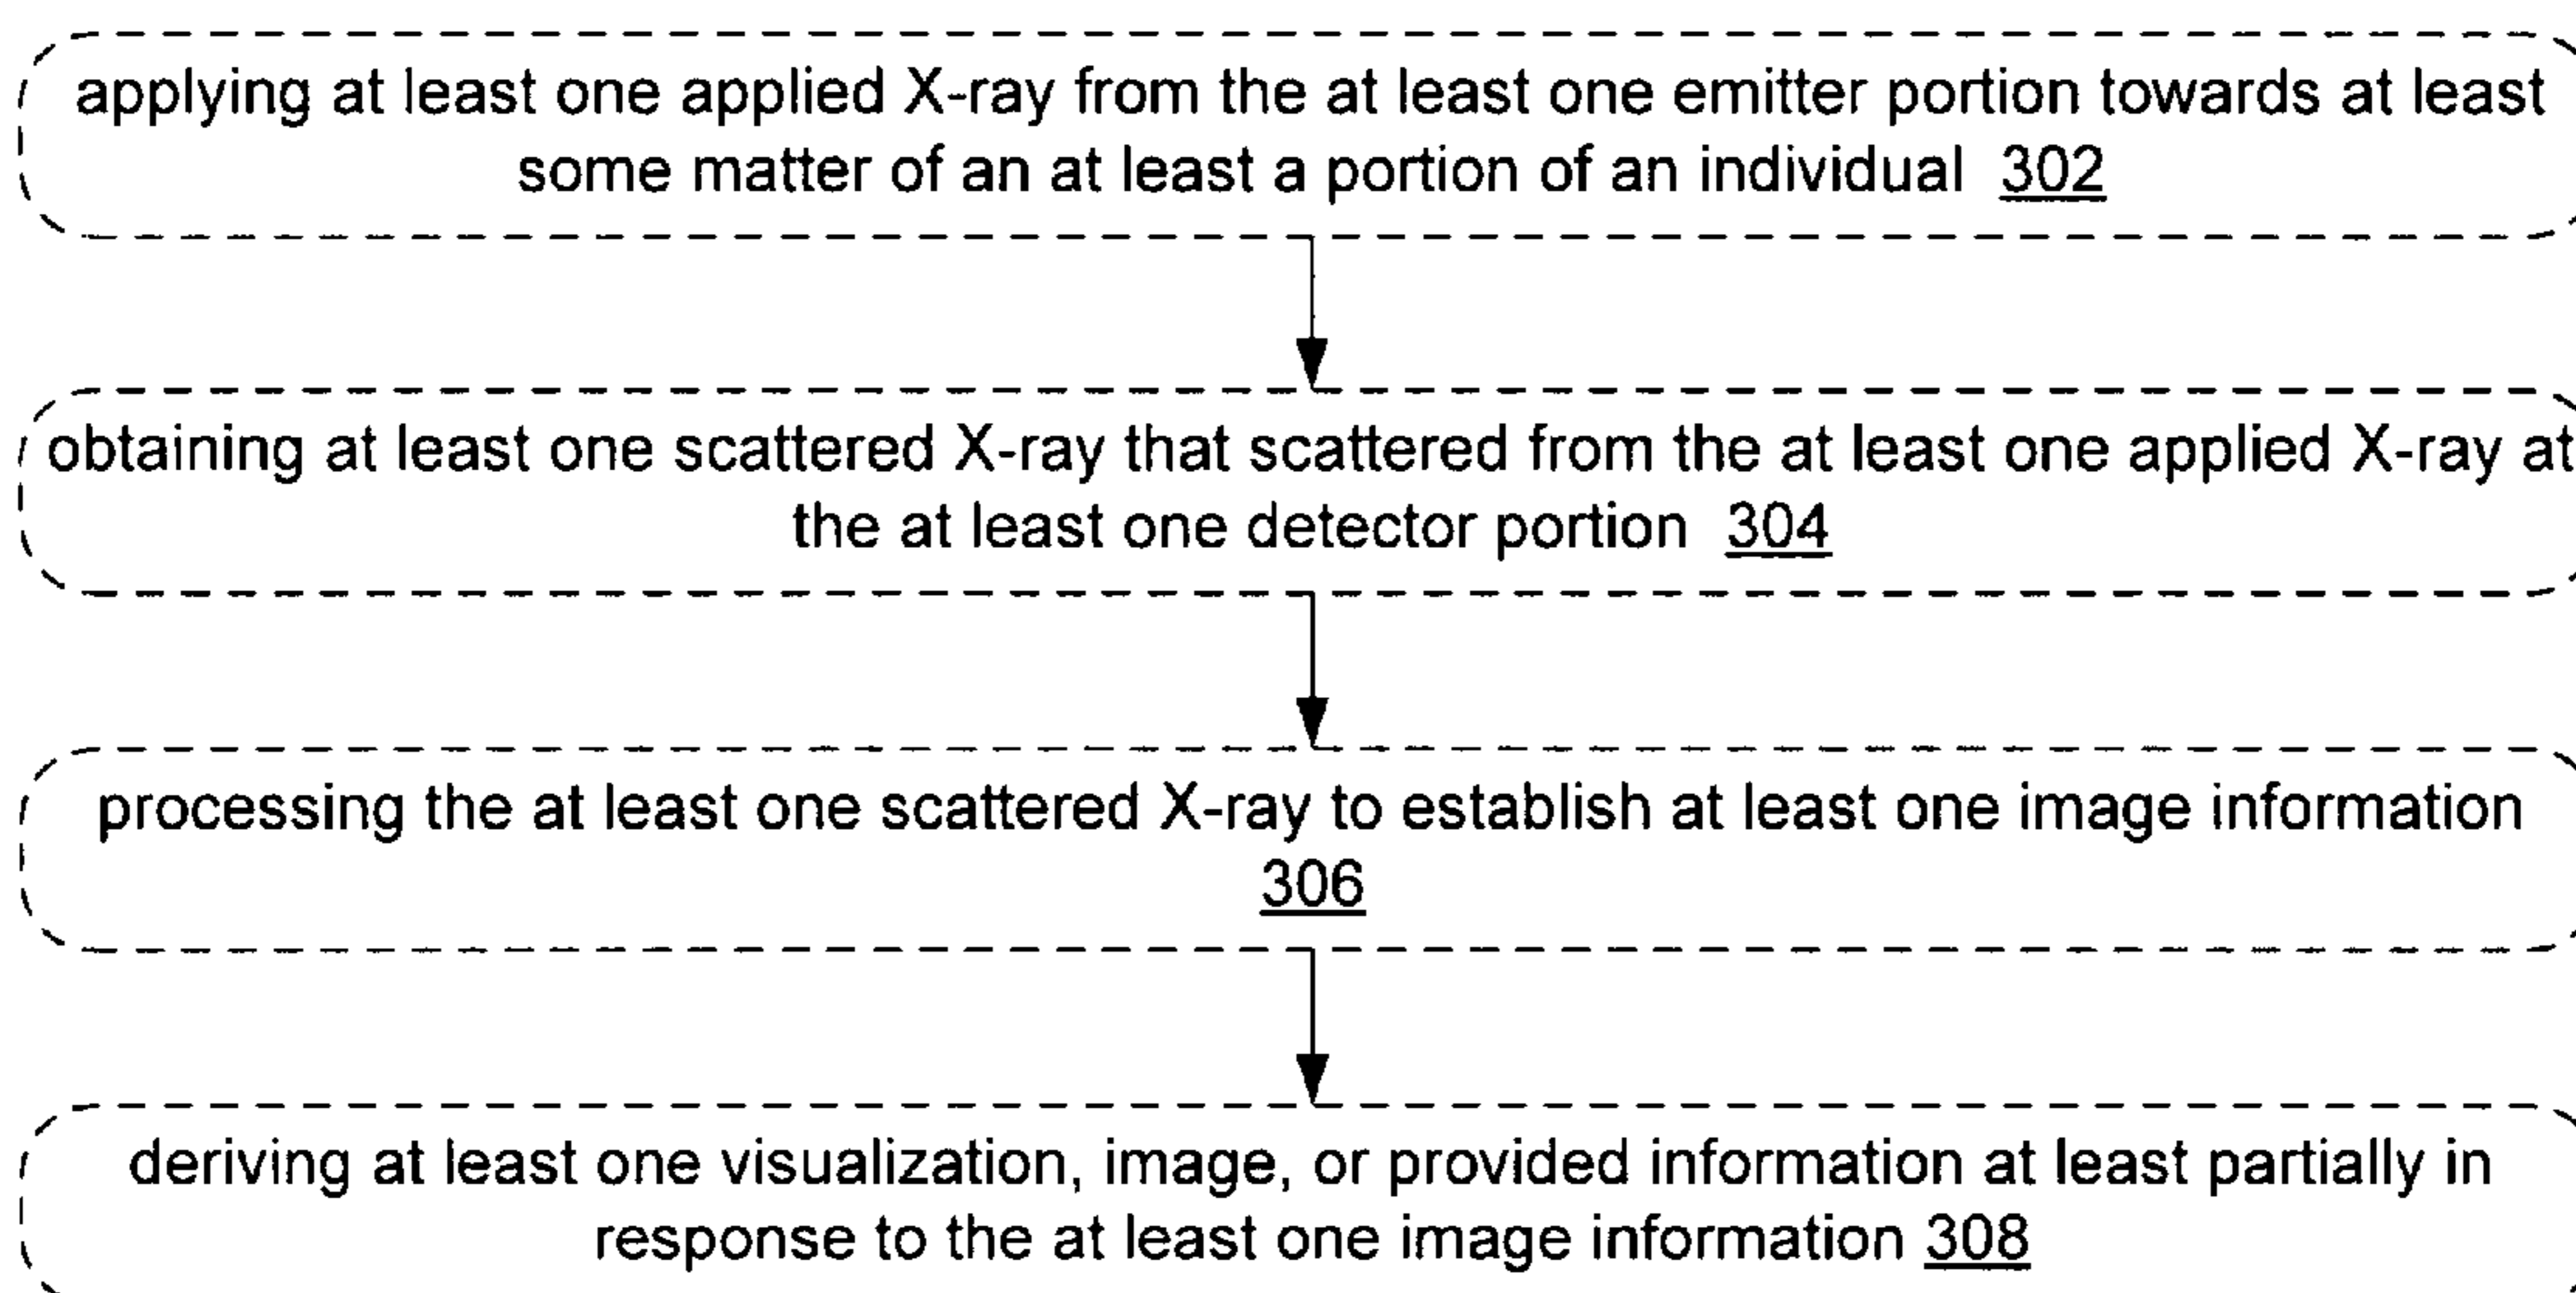 applying at least one applied X-ray from the at least one emitter portion towards at least
some matter of an at least a portion of an individual 302
obtaining at least one scattered X-ray that scattered from the at least one applied X-ray at
the at least one detector portion 304
processing the at least one scattered X-ray to establish at least one image information
306
deriving at least one visualization, image, or provided information at least partially in
response to the at least one image information 308